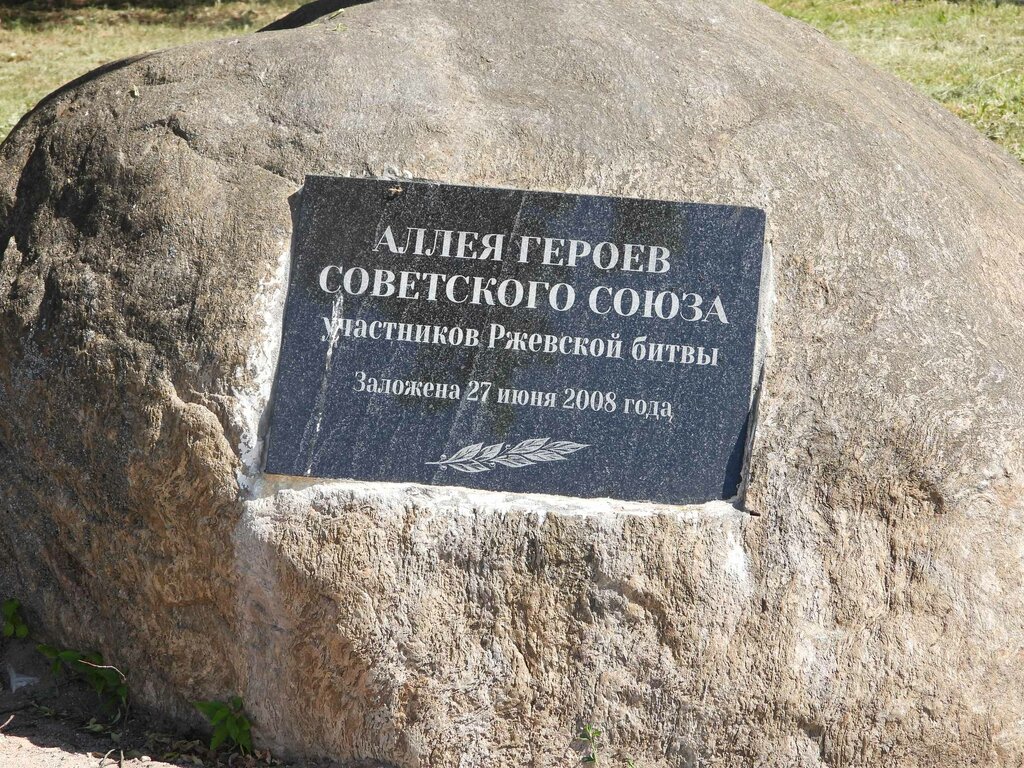 АЛЛЕЯ ГЕРОЕВ
СОВЕТСКОГО СОЮЗА
участников Ржевской битвы
Заложена 27 июня 2008 года